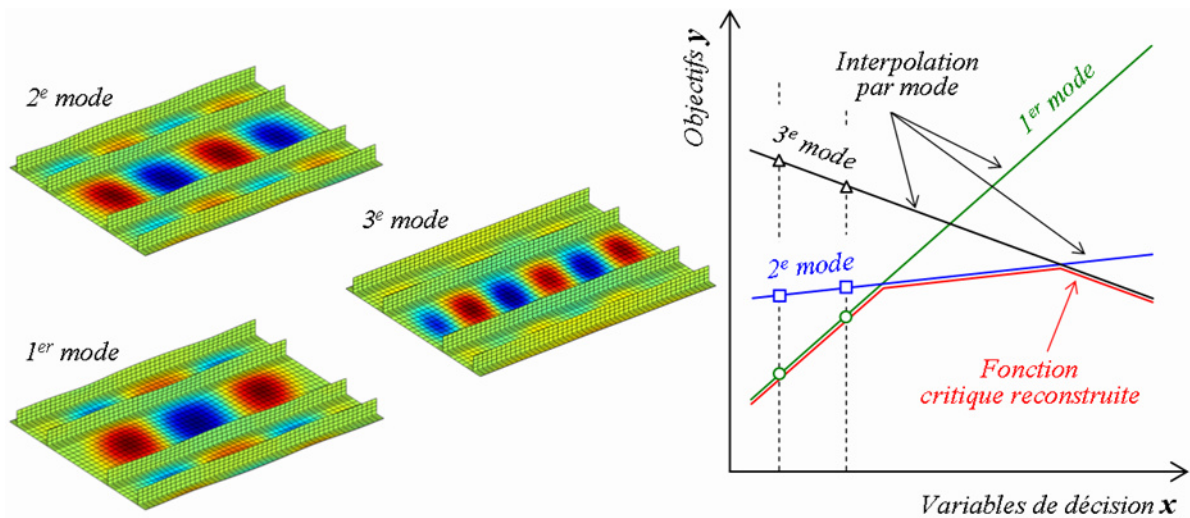 2e mode
3e mode
1er mode
Objectifs y
Interpolation
par mode
1er mode
3e mode
2e mode
Fonction
critique reconstruite
Variables de décision x